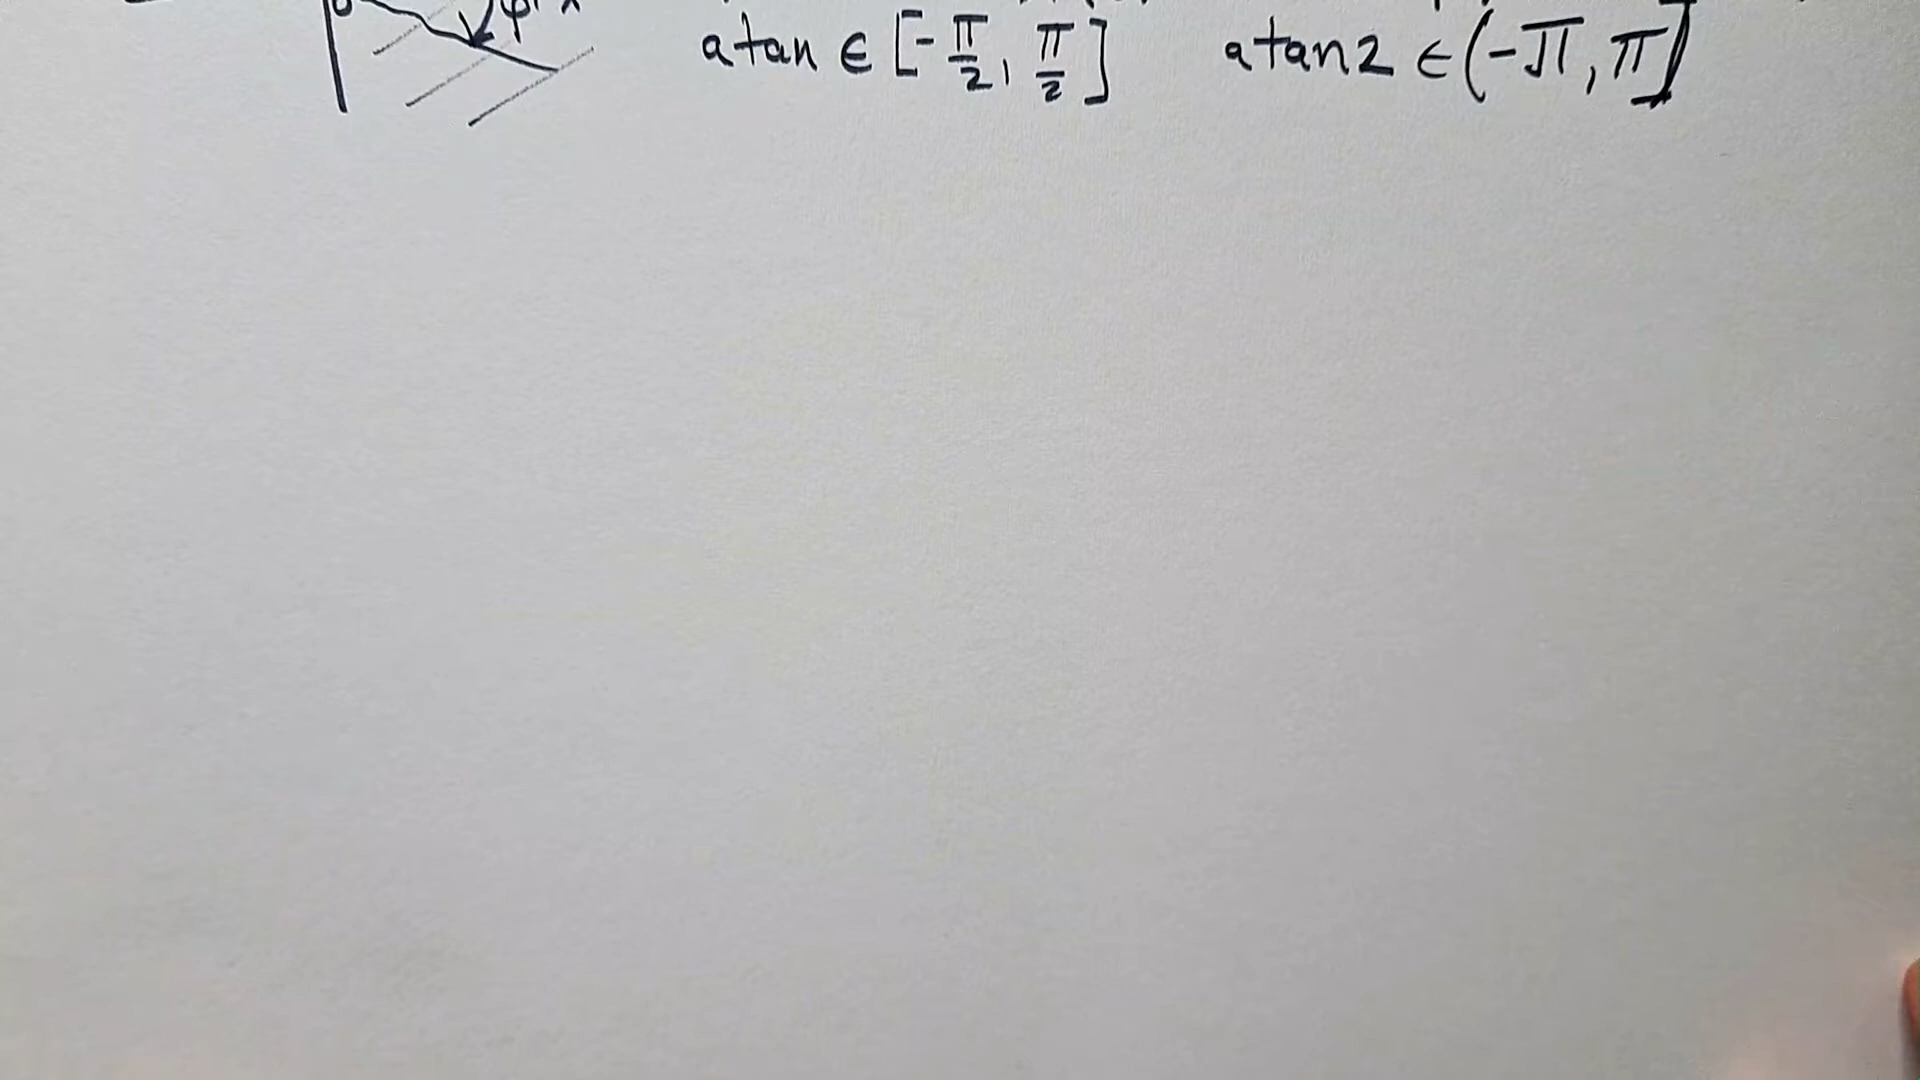 φ
atan ∈ [-π/2, π/2] atan2 ∈ (-π, π]